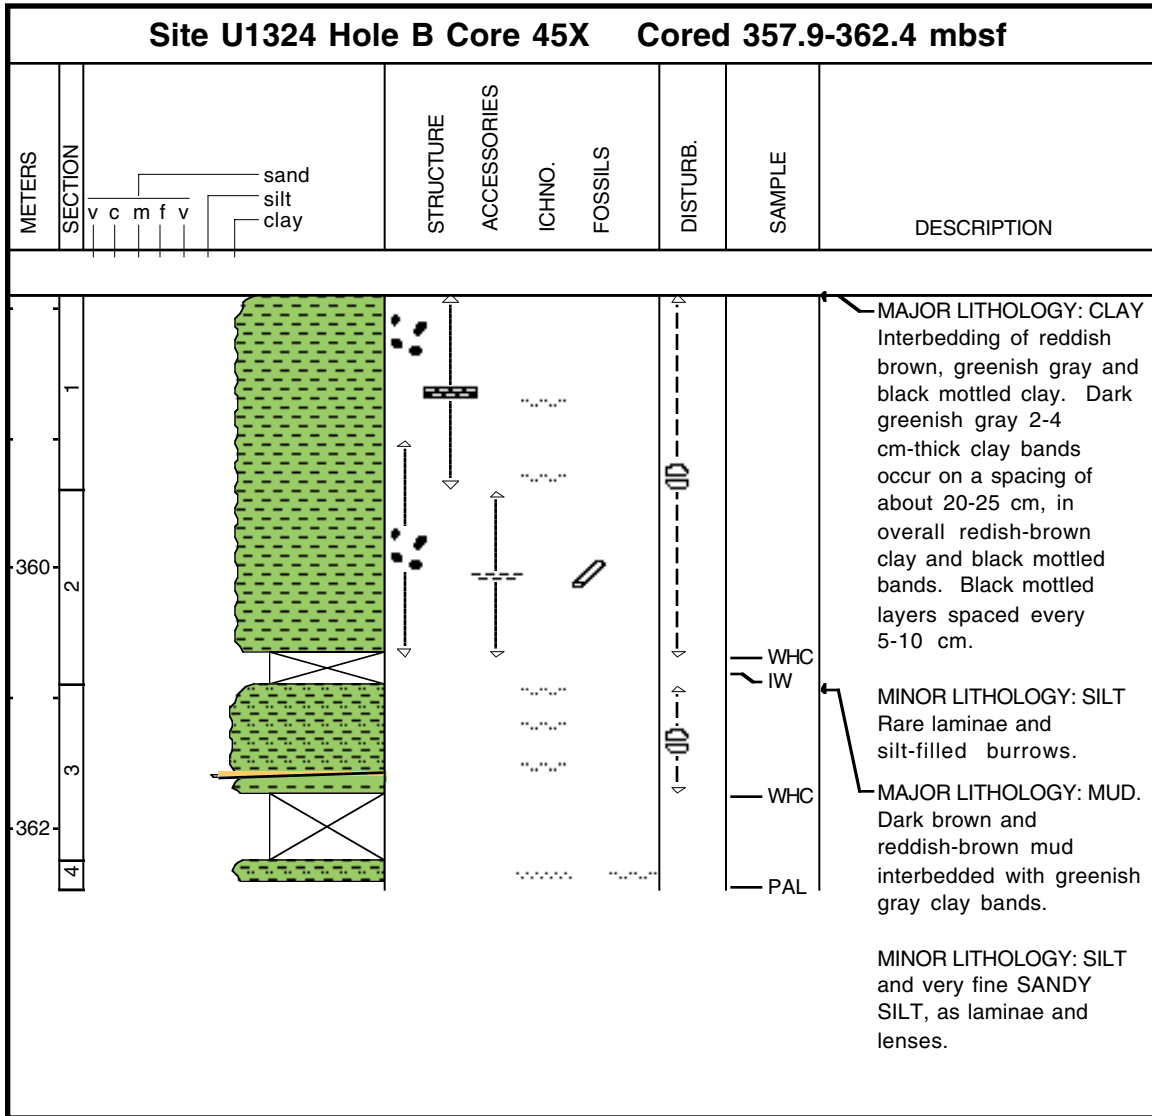 Site U1324 Hole B Core 45X Cored 357.9-362.4 mbsf
METERS
SECTION
v c m f v
sand
silt
clay
STRUCTURE
ACCESSORIES
ICHNO.
FOSSILS
DISTURB.
SAMPLE
DESCRIPTION
1
2
3
4
360
362
WHC
IW
WHC
PAL
MAJOR LITHOLOGY: CLAY
Interbedding of reddish
brown, greenish gray and
black mottled clay. Dark
greenish gray 2-4
cm-thick clay bands
occur on a spacing of
about 20-25 cm, in
overall redish-brown
clay and black mottled
bands. Black mottled
layers spaced every
5-10 cm.
MINOR LITHOLOGY: SILT
Rare laminae and
silt-filled burrows.
MAJOR LITHOLOGY: MUD.
Dark brown and
reddish-brown mud
interbedded with greenish
gray clay bands.
MINOR LITHOLOGY: SILT
and very fine SANDY
SILT, as laminae and
lenses.